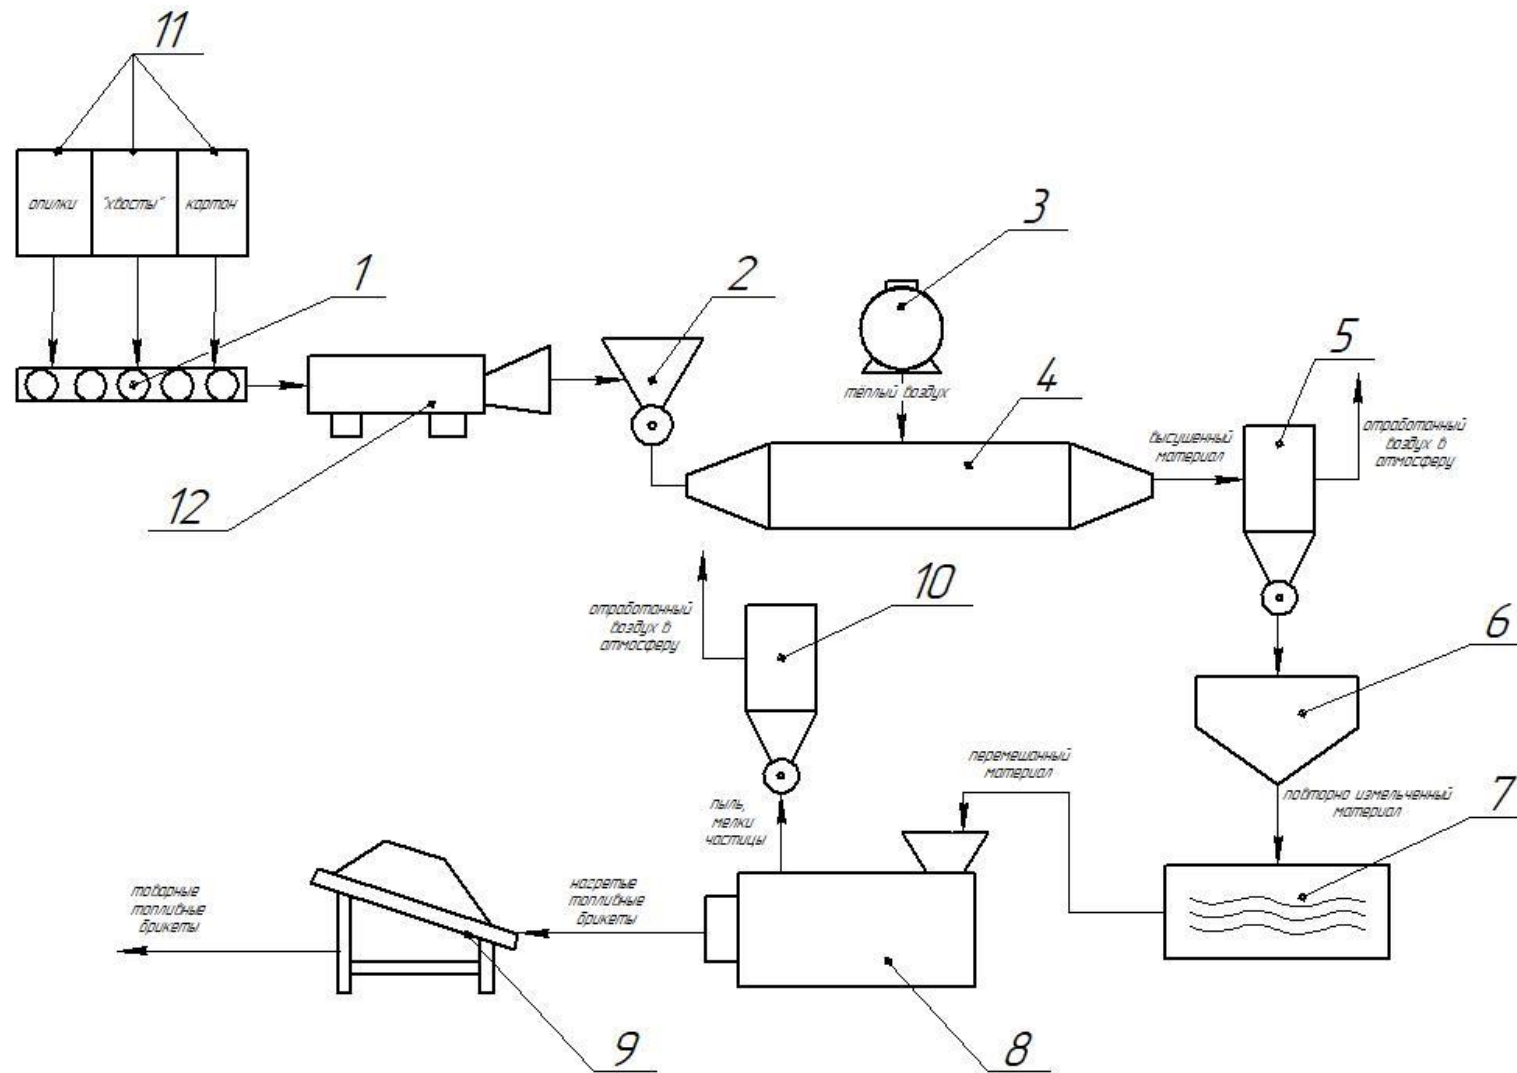 11
опилки
"хвосты"
картон
1
12
2
3
тёплый воздух
4
высушенный
материал
5
отработанный
воздух в
атмосферу
отработанный
воздух в
атмосферу
10
6
перемешанный
материал
повторно измельченный
материал
7
пыль,
мелки
частицы
товарные
топливные
брикеты
нагретые
топливные
брикеты
9
8